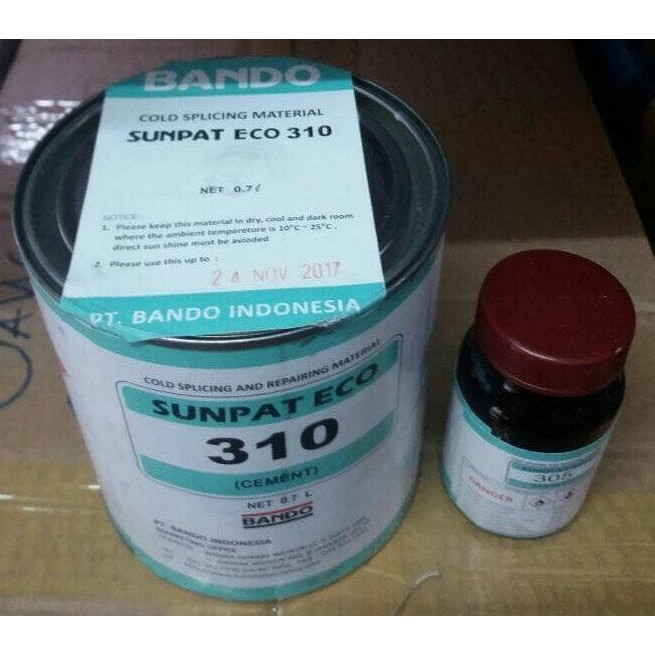 BANDO
COLD SPLICING MATERIAL
SUNPAT ECO 310
NET 0.7 ℓ
NOTICE :
1. Please keep this material in dry, cool and dark room
where the ambient tempereture is 10°C ~ 25°C ,
direct sun shine must be avioded
2. Please use this up to :
24 NOV 2017
PT. BANDO INDONESIA
COLD SPLICING AND REPAIRING MATERIAL
SUNPAT ECO
310
(CEMENT)
NET 0.7 L
BANDO
PT. BANDO INDONESIA
305
DANGER